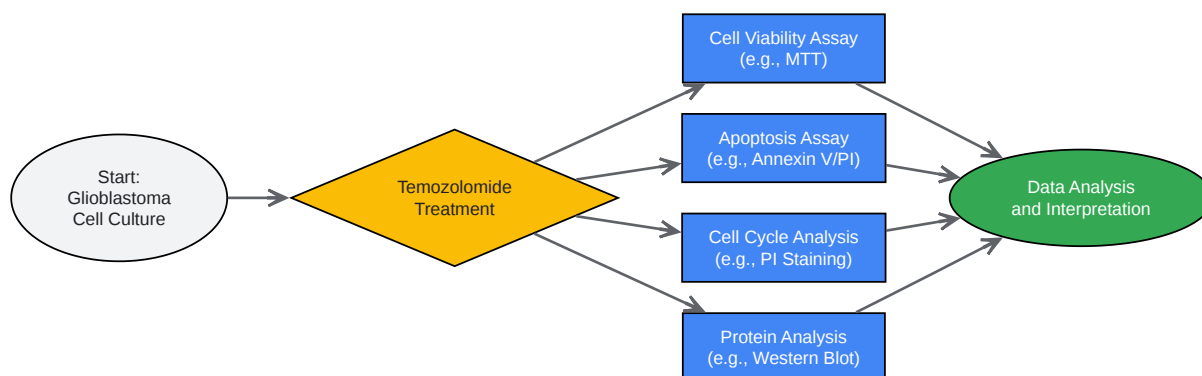 Start:
Glioblastoma
Cell Culture
Temozolomide
Treatment
Cell Viability Assay
(e.g., MTT)
Apoptosis Assay
(e.g., Annexin V/PI)
Cell Cycle Analysis
(e.g., PI Staining)
Protein Analysis
(e.g., Western Blot)
Data Analysis
and Interpretation